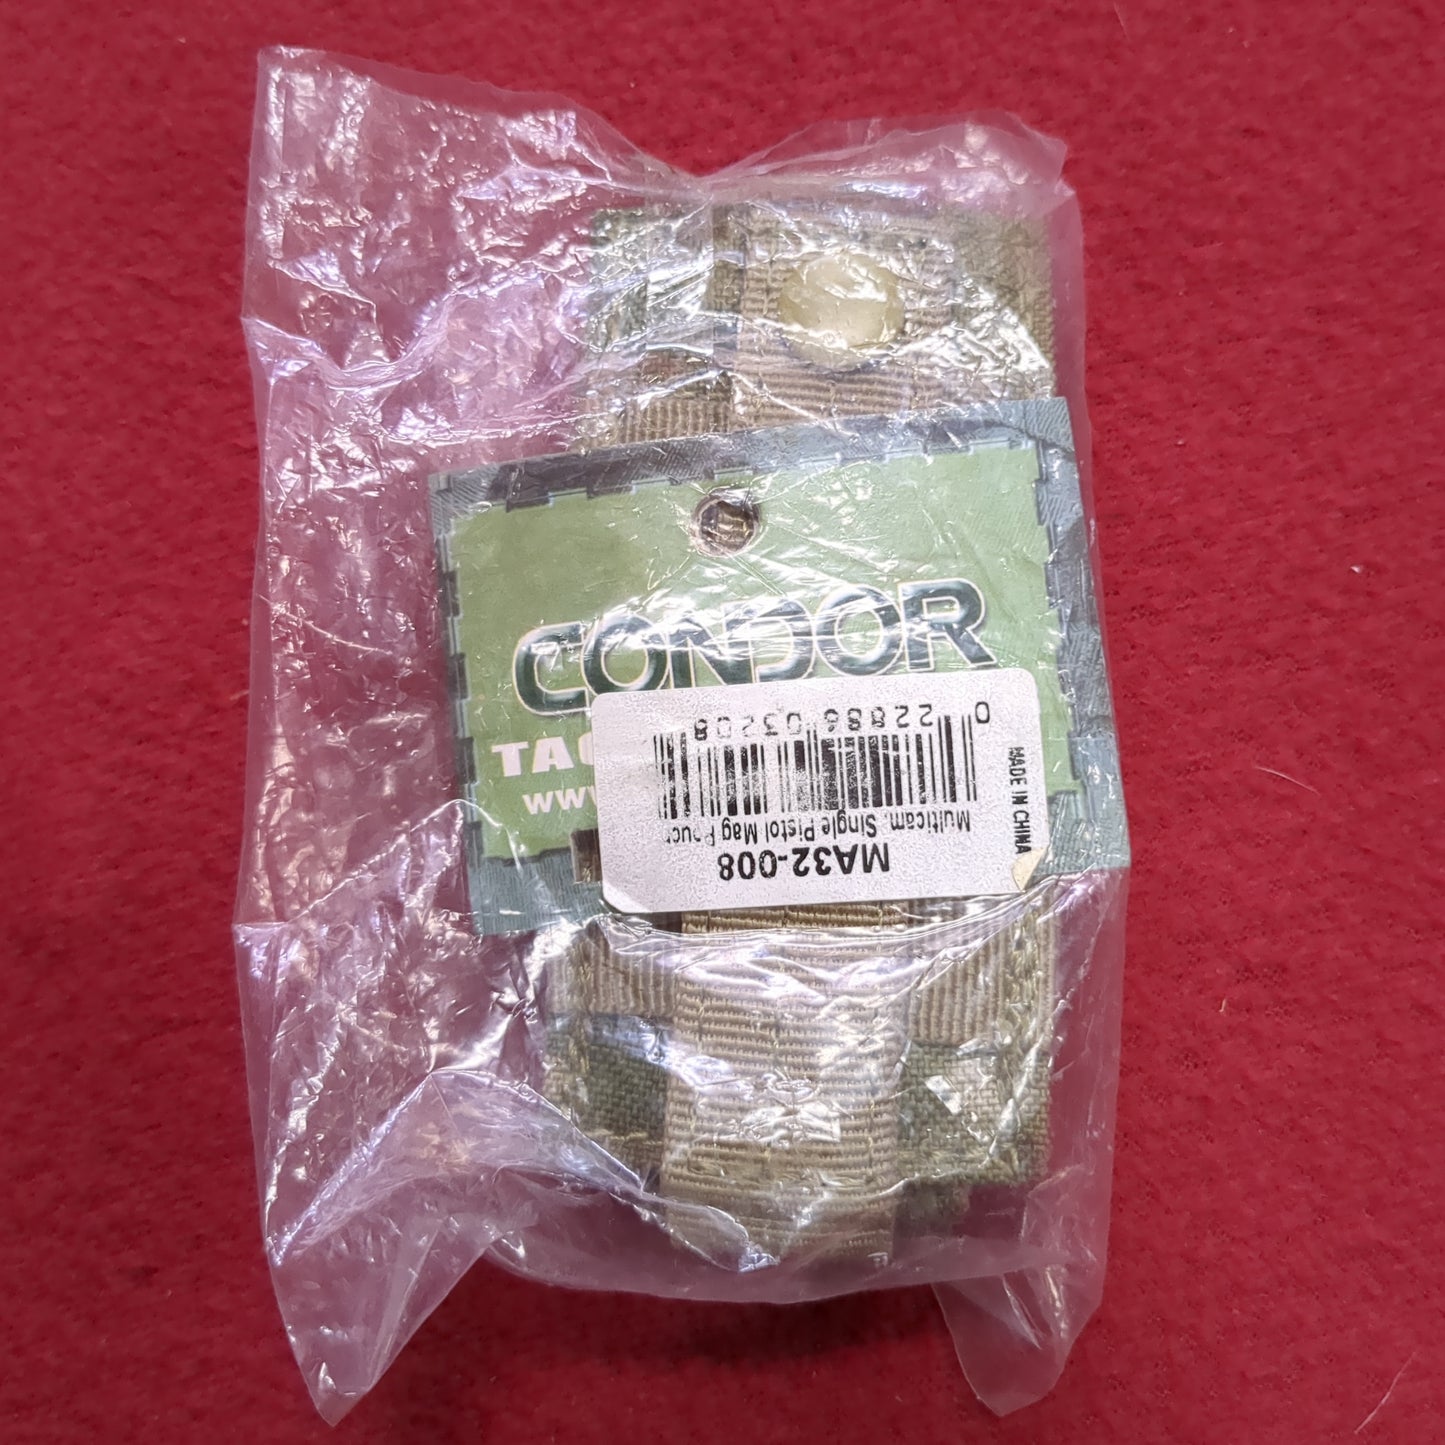 CONDOR
TAC
www
MA32-008
Multicam, Single Pistol Mag Pouch
0 22886 03208
MADE IN CHINA